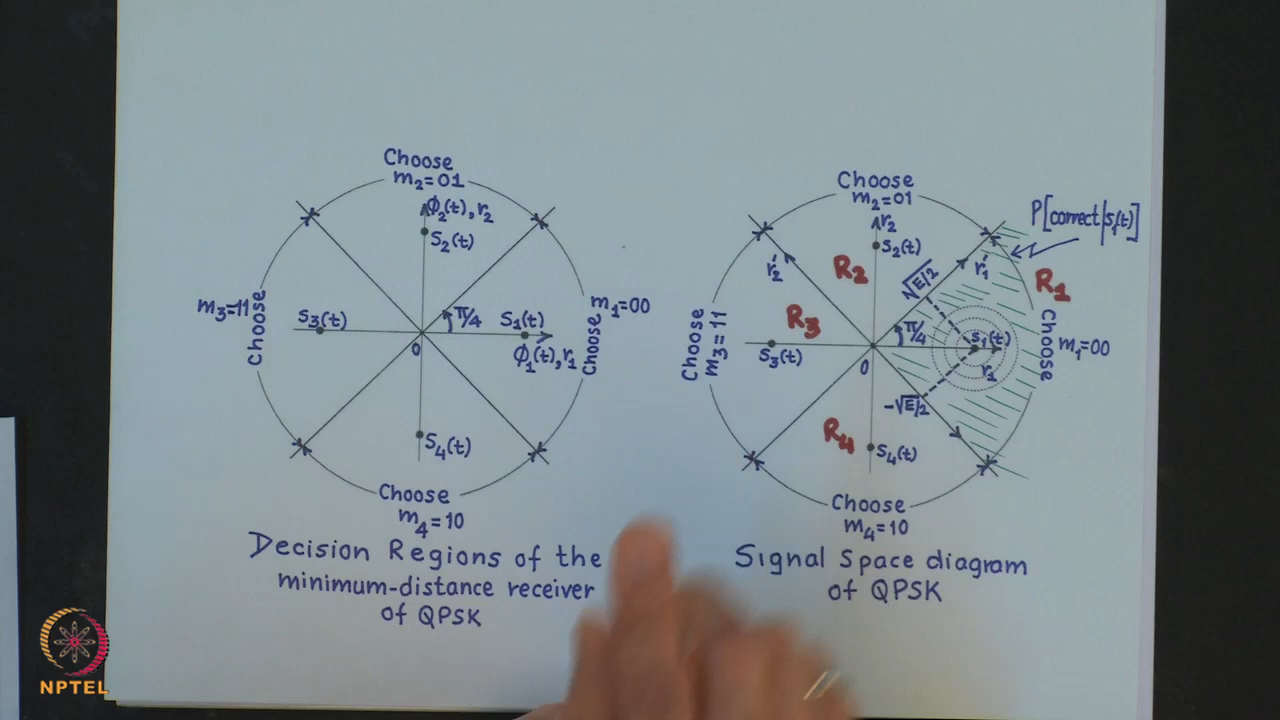 Choose
m₂=01
ϕ₂(t), r₂
S₂(t)
m₃=11
Choose
S₃(t)
π/4
S₁(t)
m₁=00
Choose
0
ϕ₁(t), r₁
S₄(t)
Choose
m₄=10
Decision Regions of the
minimum-distance receiver
of QPSK
Choose
m₂=01
r₂
S₂(t)
P[correct|s₁(t)]
r₂'
R₂
√E/2
r₁'
R₁
R₃
π/4
S₁(t)
Choose
m₁=00
Choose
m₃=11
S₃(t)
0
r₁
-√E/2
R₄
S₄(t)
Choose
m₄=10
Signal Space diagram
of QPSK
NPTEL